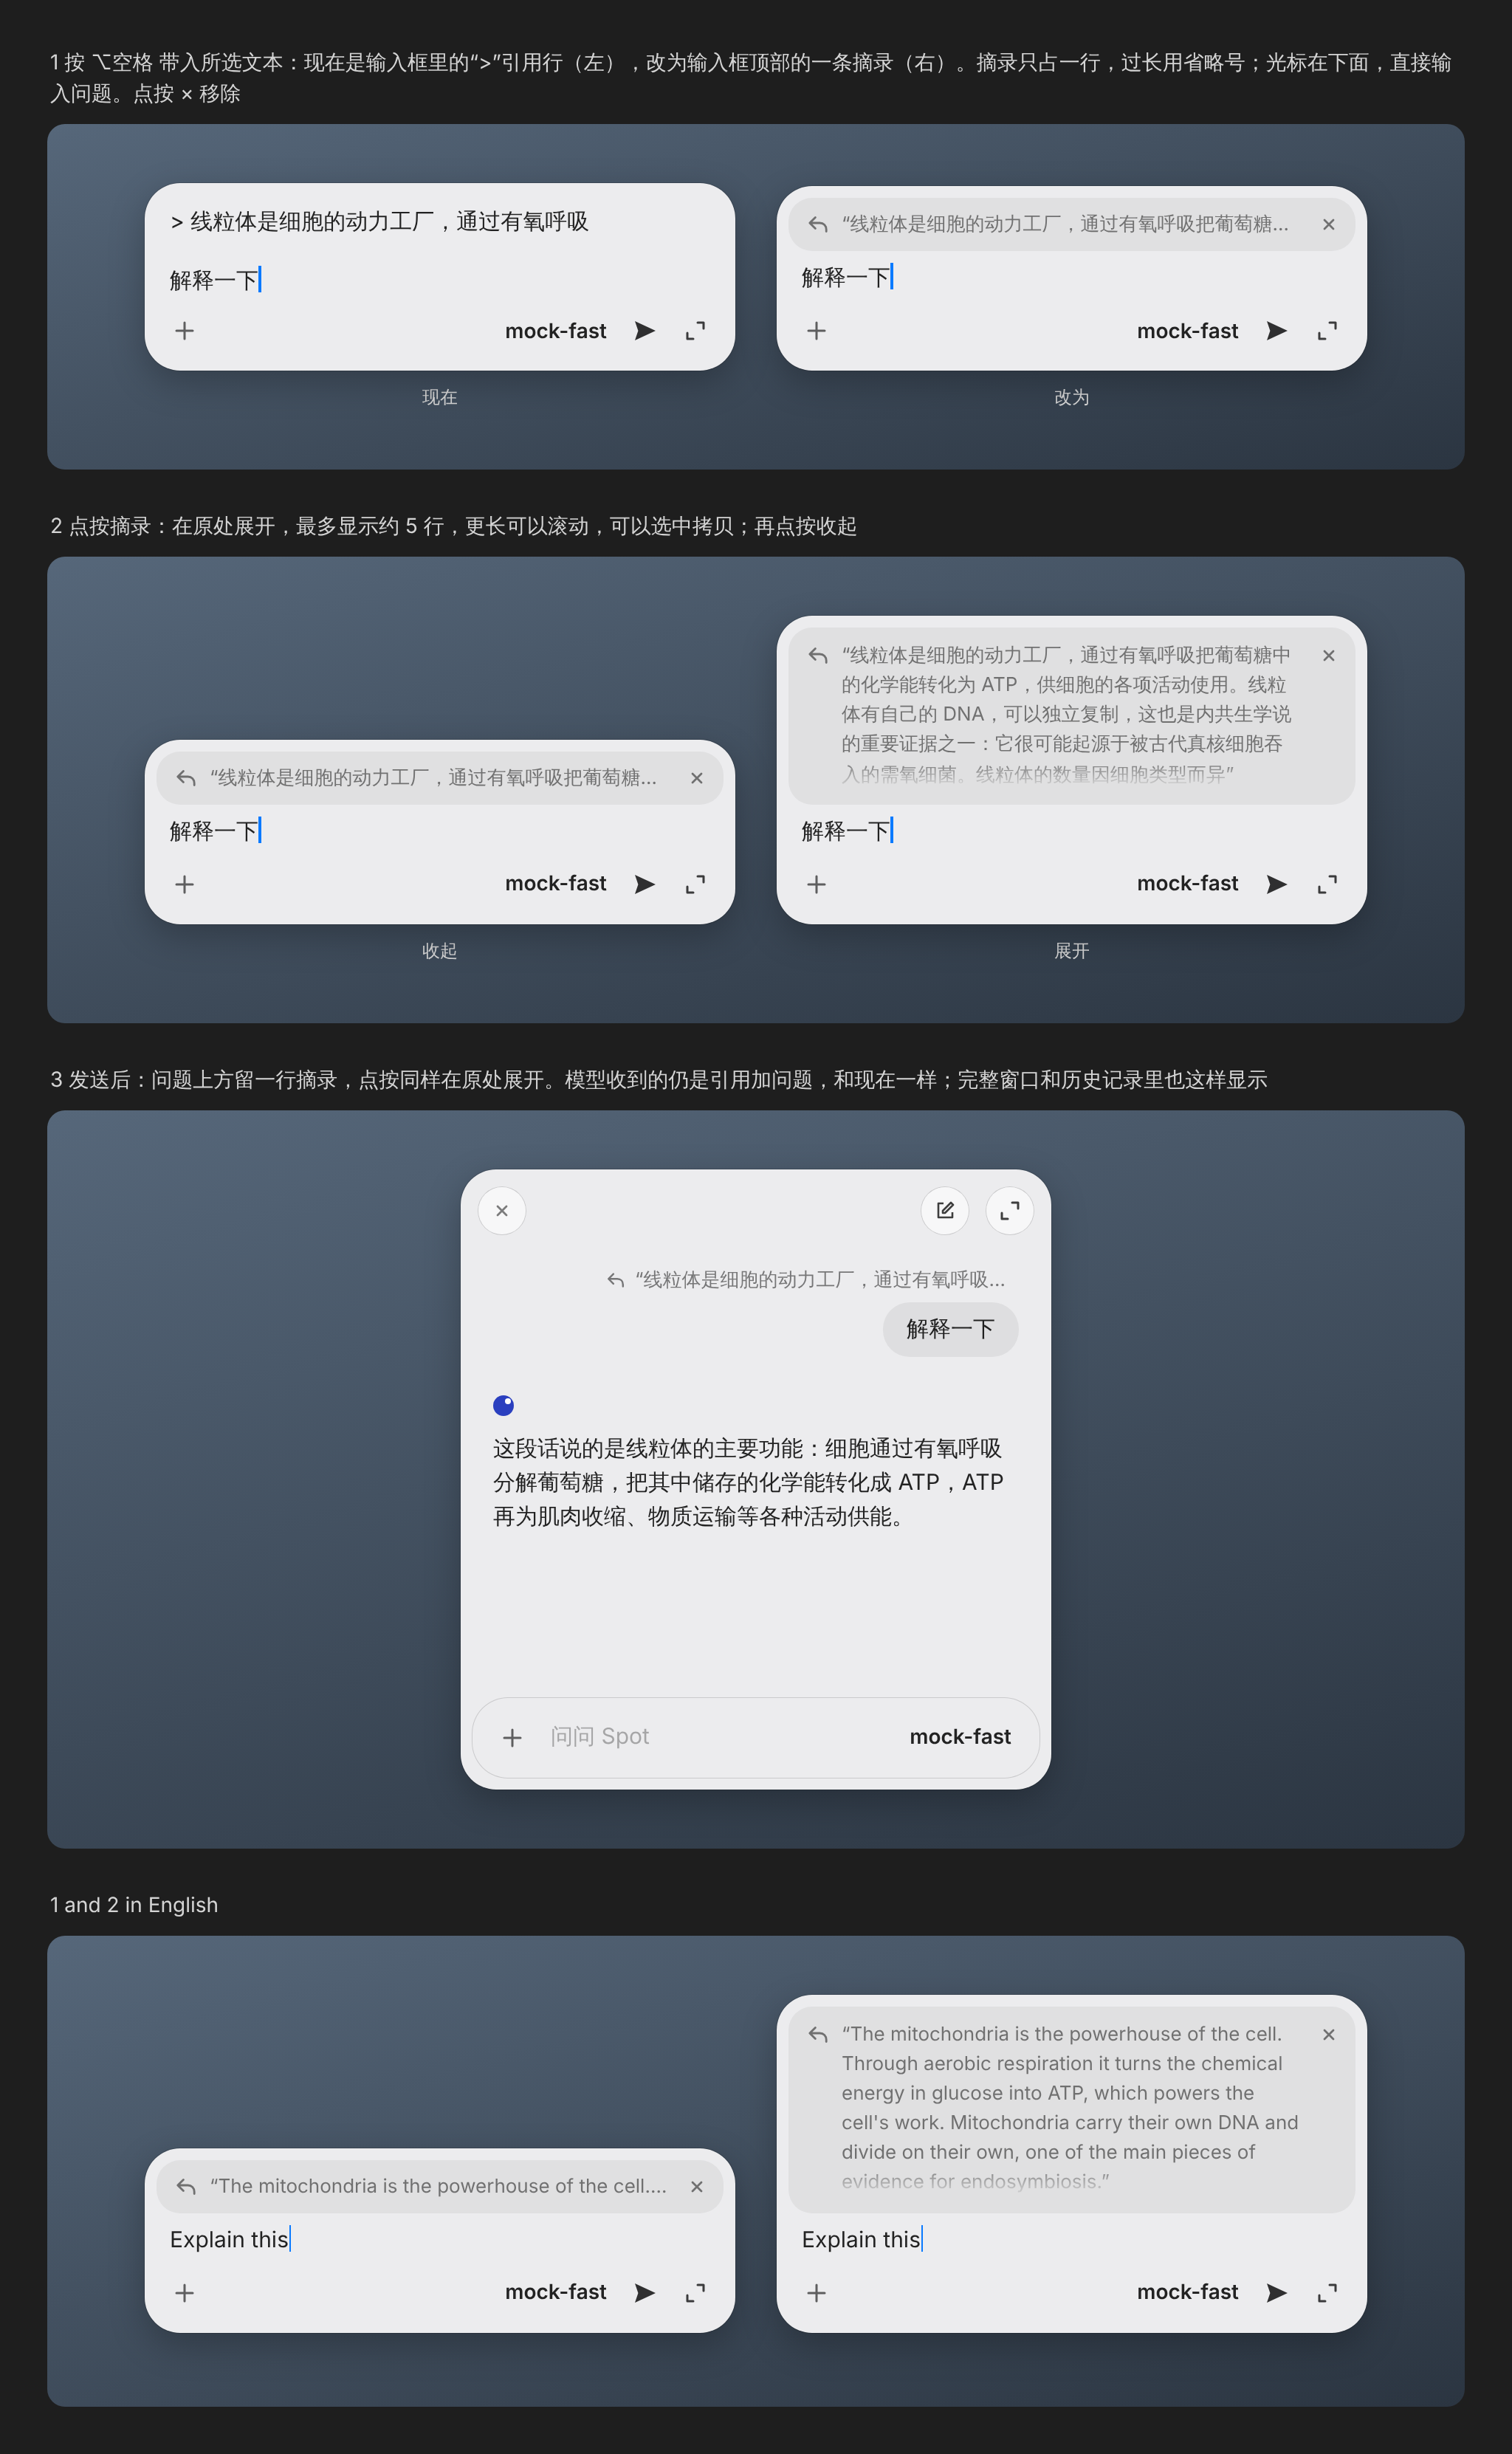 1 按 ⌥空格 带入所选文本：现在是输入框里的“>”引用行（左），改为输入框顶部的一条摘录（右）。摘录只占一行，过长用省略号；光标在下面，直接输
入问题。点按 × 移除
> 线粒体是细胞的动力工厂，通过有氧呼吸
解释一下
mock-fast
现在
“线粒体是细胞的动力工厂，通过有氧呼吸把葡萄糖...
解释一下
mock-fast
改为
2 点按摘录：在原处展开，最多显示约 5 行，更长可以滚动，可以选中拷贝；再点按收起
“线粒体是细胞的动力工厂，通过有氧呼吸把葡萄糖...
解释一下
mock-fast
收起
“线粒体是细胞的动力工厂，通过有氧呼吸把葡萄糖中
的化学能转化为 ATP，供细胞的各项活动使用。线粒
体有自己的 DNA，可以独立复制，这也是内共生学说
的重要证据之一：它很可能起源于被古代真核细胞吞
入的需氧细菌。线粒体的数量因细胞类型而异”
解释一下
mock-fast
展开
3 发送后：问题上方留一行摘录，点按同样在原处展开。模型收到的仍是引用加问题，和现在一样；完整窗口和历史记录里也这样显示
“线粒体是细胞的动力工厂，通过有氧呼吸...
解释一下
这段话说的是线粒体的主要功能：细胞通过有氧呼吸
分解葡萄糖，把其中储存的化学能转化成 ATP，ATP
再为肌肉收缩、物质运输等各种活动供能。
问问 Spot
mock-fast
1 and 2 in English
“The mitochondria is the powerhouse of the cell....
Explain this
mock-fast
“The mitochondria is the powerhouse of the cell.
Through aerobic respiration it turns the chemical
energy in glucose into ATP, which powers the
cell's work. Mitochondria carry their own DNA and
divide on their own, one of the main pieces of
evidence for endosymbiosis.”
Explain this
mock-fast